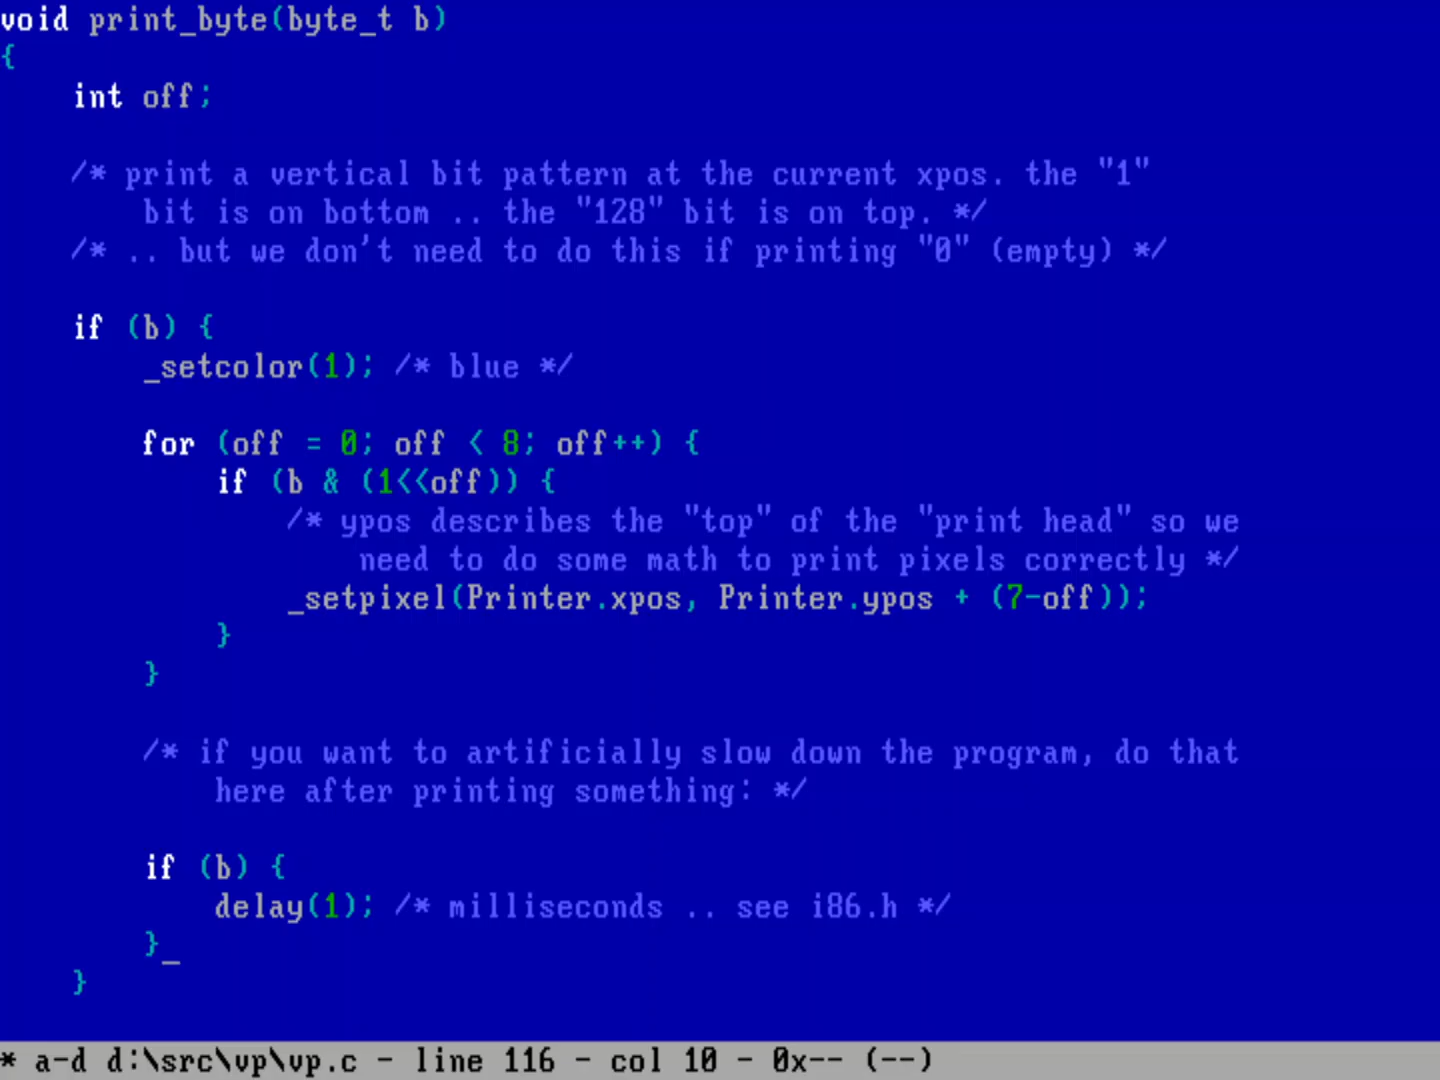 void print_byte(byte_t b)
{
    int off;

    /* print a vertical bit pattern at the current xpos. the "1"
        bit is on bottom .. the "128" bit is on top. */
    /* .. but we don't need to do this if printing "0" (empty) */

    if (b) {
        _setcolor(1); /* blue */

        for (off = 0; off < 8; off++) {
            if (b & (1<<off)) {
                /* ypos describes the "top" of the "print head" so we
                    need to do some math to print pixels correctly */
                _setpixel(Printer.xpos, Printer.ypos + (7-off));
            }
        }

        /* if you want to artificially slow down the program, do that
            here after printing something: */

        if (b) {
            delay(1); /* milliseconds .. see i86.h */
        }_
    }
* a-d d:\src\vp\vp.c - line 116 - col 10 - 0x-- (--)